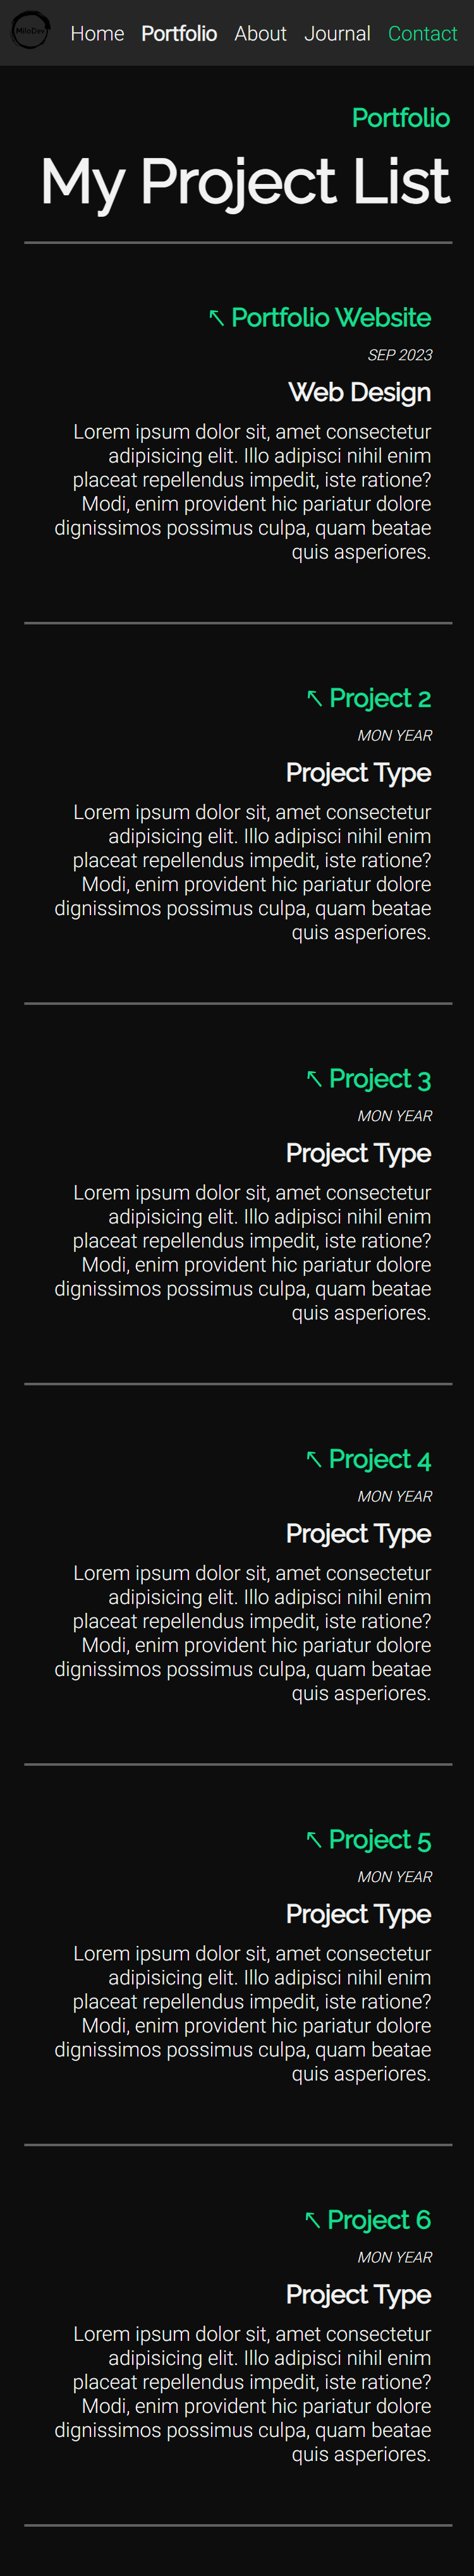 MiloDev
Home Portfolio About Journal Contact
Portfolio
My Project List
↖ Portfolio Website
SEP 2023
Web Design
Lorem ipsum dolor sit, amet consectetur
adipisicing elit. Illo adipisci nihil enim
placeat repellendus impedit, iste ratione?
Modi, enim provident hic pariatur dolore
dignissimos possimus culpa, quam beatae
quis asperiores.
↖ Project 2
MON YEAR
Project Type
Lorem ipsum dolor sit, amet consectetur
adipisicing elit. Illo adipisci nihil enim
placeat repellendus impedit, iste ratione?
Modi, enim provident hic pariatur dolore
dignissimos possimus culpa, quam beatae
quis asperiores.
↖ Project 3
MON YEAR
Project Type
Lorem ipsum dolor sit, amet consectetur
adipisicing elit. Illo adipisci nihil enim
placeat repellendus impedit, iste ratione?
Modi, enim provident hic pariatur dolore
dignissimos possimus culpa, quam beatae
quis asperiores.
↖ Project 4
MON YEAR
Project Type
Lorem ipsum dolor sit, amet consectetur
adipisicing elit. Illo adipisci nihil enim
placeat repellendus impedit, iste ratione?
Modi, enim provident hic pariatur dolore
dignissimos possimus culpa, quam beatae
quis asperiores.
↖ Project 5
MON YEAR
Project Type
Lorem ipsum dolor sit, amet consectetur
adipisicing elit. Illo adipisci nihil enim
placeat repellendus impedit, iste ratione?
Modi, enim provident hic pariatur dolore
dignissimos possimus culpa, quam beatae
quis asperiores.
↖ Project 6
MON YEAR
Project Type
Lorem ipsum dolor sit, amet consectetur
adipisicing elit. Illo adipisci nihil enim
placeat repellendus impedit, iste ratione?
Modi, enim provident hic pariatur dolore
dignissimos possimus culpa, quam beatae
quis asperiores.